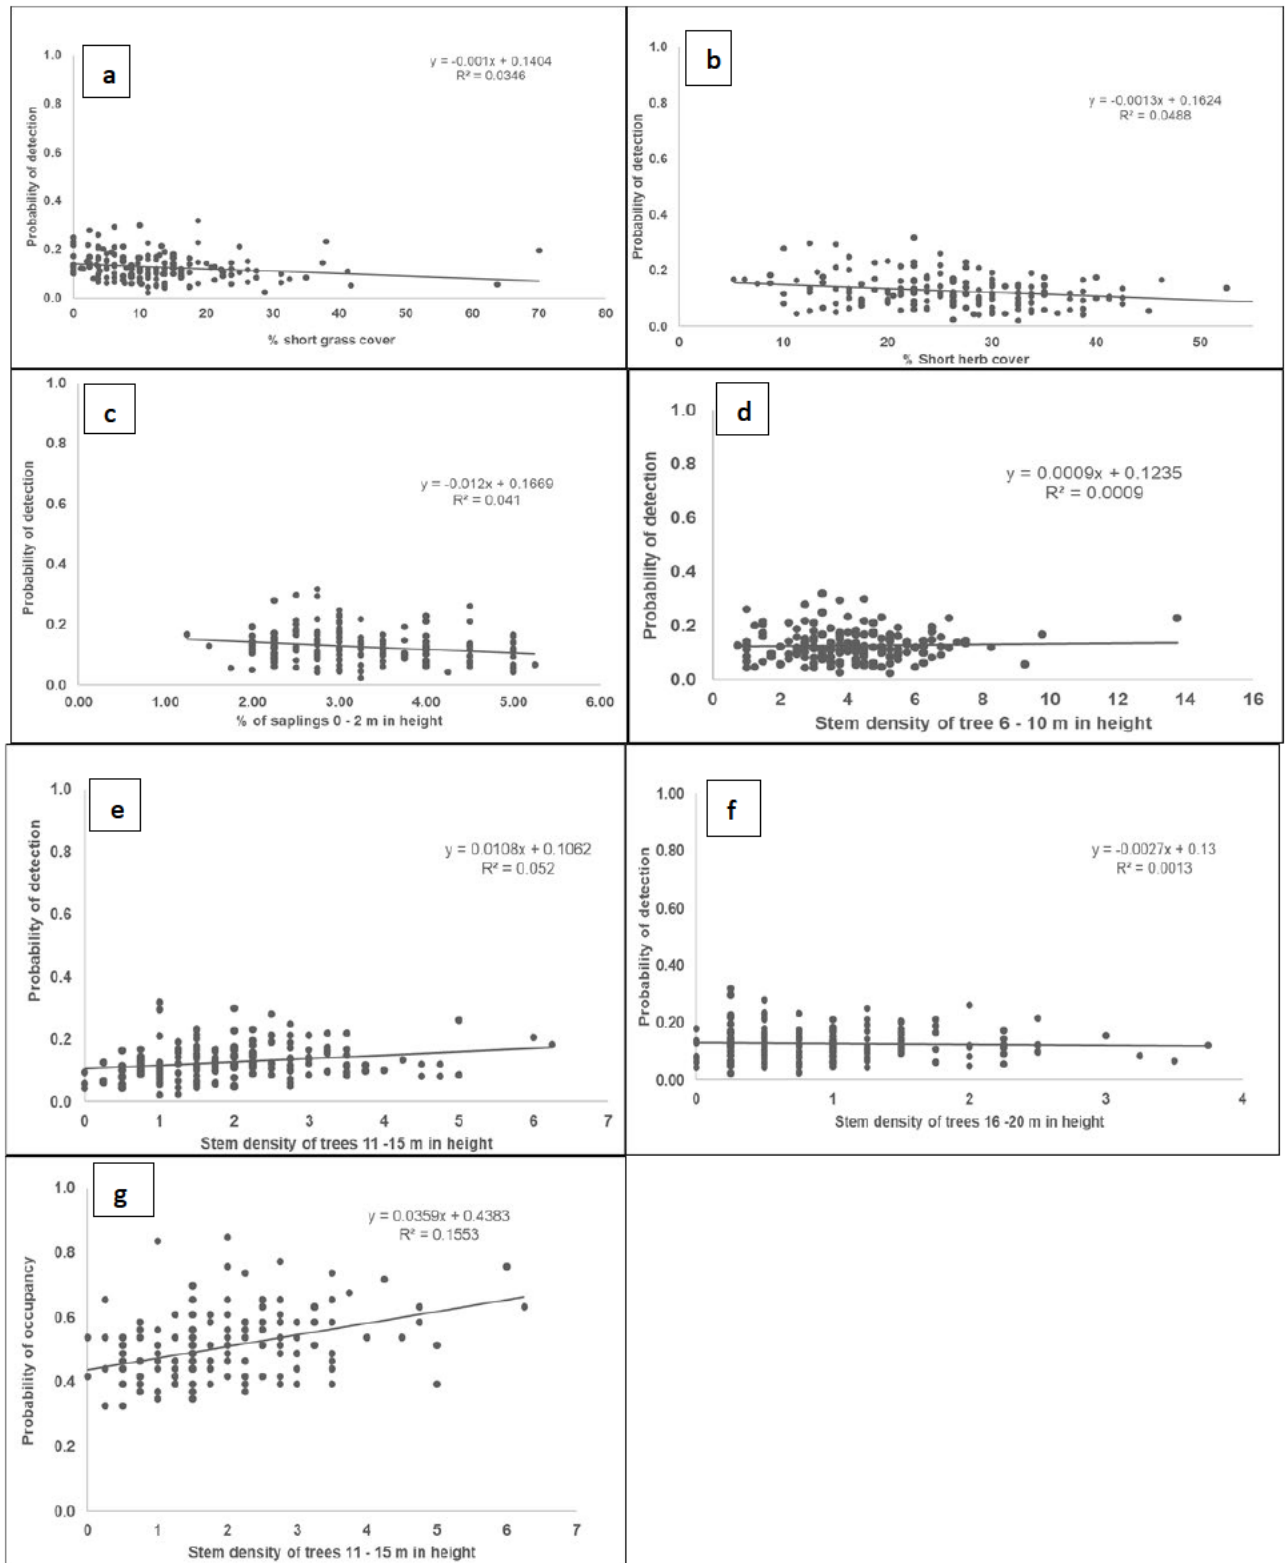 a
y = -0.001x + 0.1404
R² = 0.0346
Probability of detection
1.0
0.8
0.6
0.4
0.2
0.0
0 10 20 30 40 50 60 70 80
% short grass cover
b
y = -0.0013x + 0.1624
R² = 0.0488
Probability of detection
1.0
0.8
0.6
0.4
0.2
0.0
0 10 20 30 40 50
% Short herb cover
c
y = -0.012x + 0.1669
R² = 0.041
Probability of detection
1.0
0.8
0.6
0.4
0.2
0.0
1.00 2.00 3.00 4.00 5.00 6.00
% of saplings 0 - 2 m in height
d
y = 0.0009x + 0.1235
R² = 0.0009
Probability of detection
1.0
0.8
0.6
0.4
0.2
0.0
0 2 4 6 8 10 12 14 16
Stem density of tree 6 - 10 m in height
e
y = 0.0108x + 0.1062
R² = 0.052
Probability of detection
1.0
0.8
0.6
0.4
0.2
0.0
0 1 2 3 4 5 6 7
Stem density of trees 11 -15 m in height
f
y = -0.0027x + 0.13
R² = 0.0013
Probability of detection
1.00
0.80
0.60
0.40
0.20
0.00
0 1 2 3 4
Stem density of trees 16 -20 m in height
g
y = 0.0359x + 0.4383
R² = 0.1553
Probability of occupancy
1.0
0.8
0.6
0.4
0.2
0.0
0 1 2 3 4 5 6 7
Stem density of trees 11 - 15 m in height